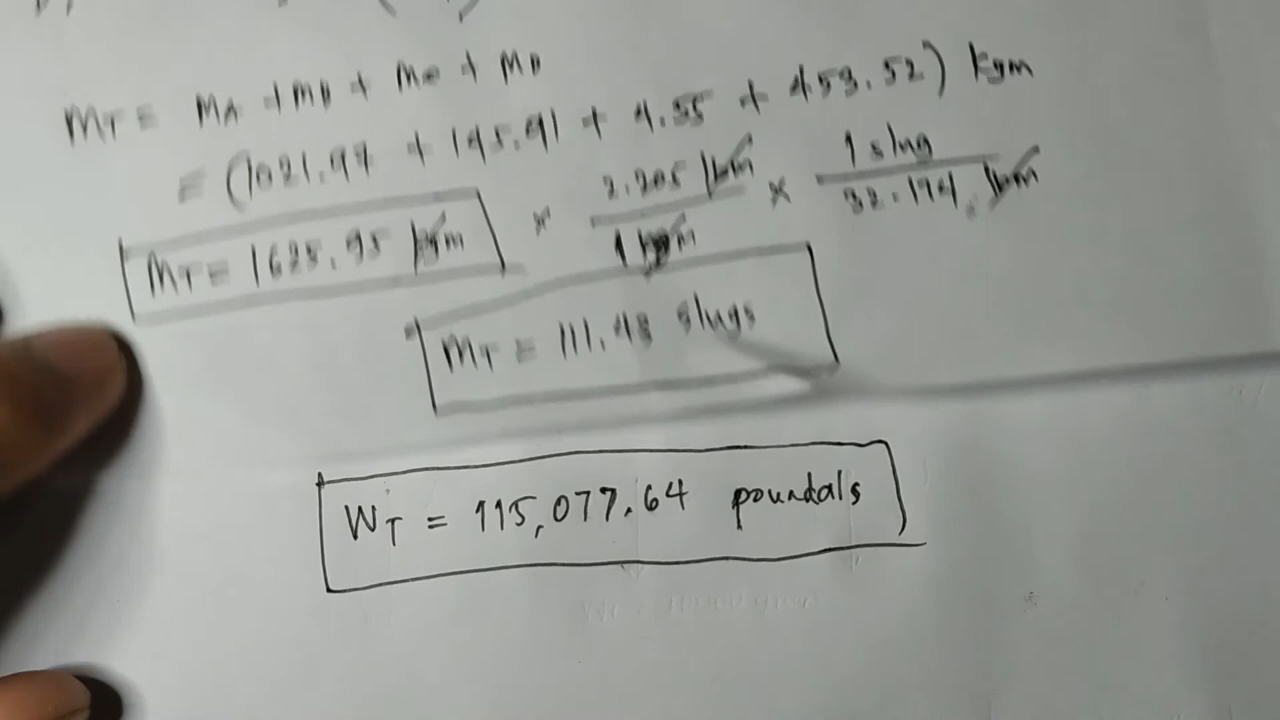 MT = MA + MB + MC + MD
= (1021.97 + 145.91 + 4.55 + 453.52) kgm
MT = 1625.95 kgm × 2.205 lbm / 1 kgm × 1 slug / 32.174 lbm
MT = 111.43 slugs
WT = 115,077.64 poundals